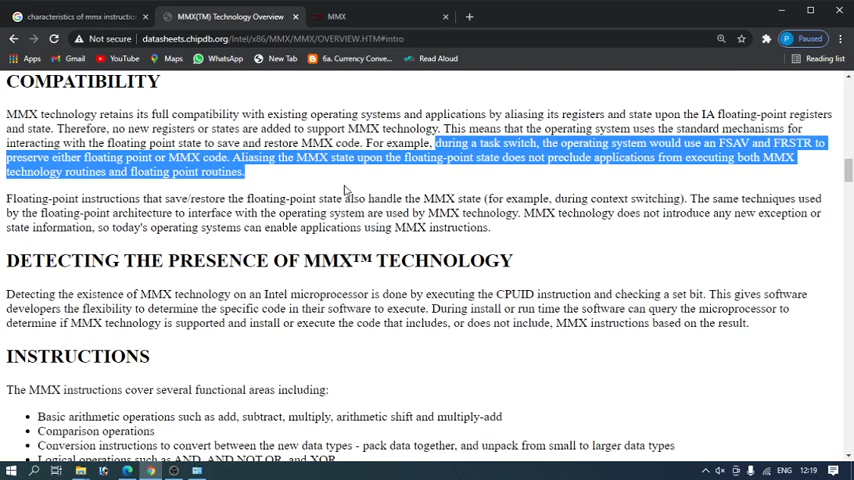 characteristics of mmx instructio
MMX(TM) Technology Overview
MMX
Not secure | datasheets.chipdb.org/Intel/x86/MMX/MMX/OVERVIEW.HTM#intro
P Paused
Apps Gmail YouTube Maps WhatsApp New Tab 6a. Currency Conve... Read Aloud Reading list
COMPATIBILITY
MMX technology retains its full compatibility with existing operating systems and applications by aliasing its registers and state upon the IA floating-point registers
and state. Therefore, no new registers or states are added to support MMX technology. This means that the operating system uses the standard mechanisms for
interacting with the floating point state to save and restore MMX code. For example, during a task switch, the operating system would use an FSAV and FRSTR to
preserve either floating point or MMX code. Aliasing the MMX state upon the floating-point state does not preclude applications from executing both MMX
technology routines and floating point routines.
Floating-point instructions that save/restore the floating-point state also handle the MMX state (for example, during context switching). The same techniques used
by the floating-point architecture to interface with the operating system are used by MMX technology. MMX technology does not introduce any new exception or
state information, so today's operating systems can enable applications using MMX instructions.
DETECTING THE PRESENCE OF MMX™ TECHNOLOGY
Detecting the existence of MMX technology on an Intel microprocessor is done by executing the CPUID instruction and checking a set bit. This gives software
developers the flexibility to determine the specific code in their software to execute. During install or run time the software can query the microprocessor to
determine if MMX technology is supported and install or execute the code that includes, or does not include, MMX instructions based on the result.
INSTRUCTIONS
The MMX instructions cover several functional areas including:
• Basic arithmetic operations such as add, subtract, multiply, arithmetic shift and multiply-add
• Comparison operations
• Conversion instructions to convert between the new data types - pack data together, and unpack from small to larger data types
• Logical operations such as AND, AND NOT, OR, and XOR
ENG 12:19